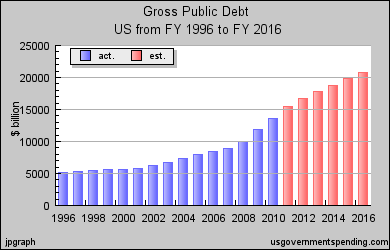 Gross Public Debt
US from FY 1996 to FY 2016
act. est.
$ billion
25000
20000
15000
10000
5000
0
1996 1998 2000 2002 2004 2006 2008 2010 2012 2014 2016
jpgraph usgovernmentspending.com